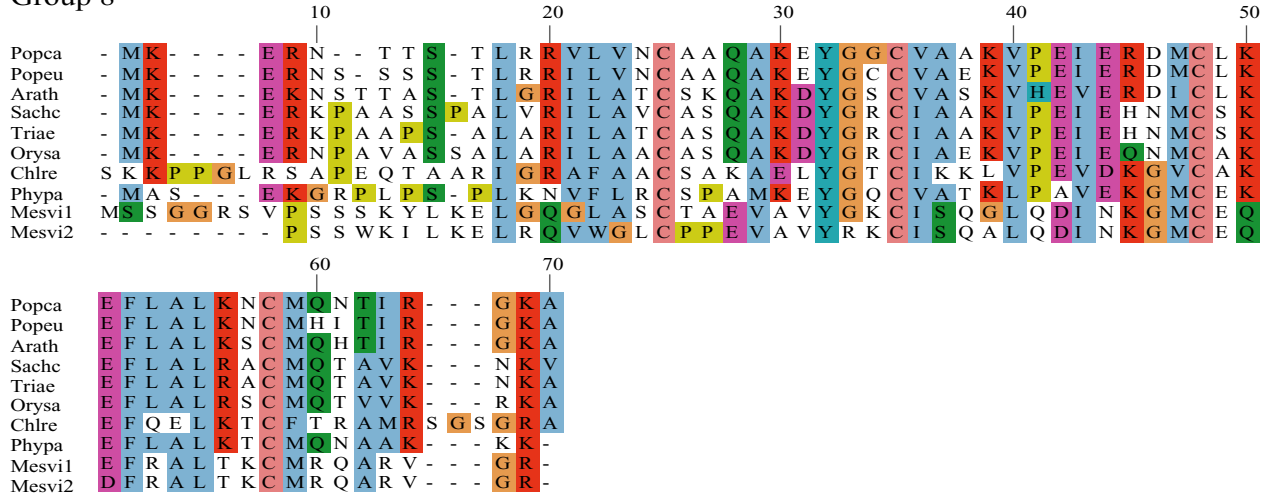 Group 8
10 20 30 40 50
Popca - M K - - - - E R N - - T T S - T L R R V L V N C A A Q A K E Y G G C V A A K V P E I E R D M C L K
Popeu - M K - - - - E R N S - S S S - T L R R I L V N C A A Q A K E Y G C C V A E K V P E I E R D M C L K
Arath - M K - - - - E K N S T T A S - T L G R I L A T C S K Q A K D Y G S C V A S K V H E V E R D I C L K
Sachc - M K - - - - E R K P A A S S P A L V R I L A V C A S Q A K D Y G R C I A A K I P E I E H N M C S K
Triae - M K - - - - E R K P A A P S - A L A R I L A T C A S Q A K D Y G R C I A A K V P E I E H N M C S K
Orysa - M K - - - - E R N P A V A S S A L A R I L A A C A S Q A K D Y G R C I A E K V P E I E Q N M C A K
Chlre S K K P P G L R S A P E Q T A A R I G R A F A A C S A K A E L Y G T C I K K L V P E V D K G V C A K
Phypa - M A S - - - E K G R P L P S - P L K N V F L R C S P A M K E Y G Q C V A T K L P A V E K G M C E K
Mesvi1 M S S G G R S V P S S S K Y L K E L G Q G L A S C T A E V A V Y G K C I S Q G L Q D I N K G M C E Q
Mesvi2 - - - - - - - - P S S W K I L K E L R Q V W G L C P P E V A V Y R K C I S Q A L Q D I N K G M C E Q
60 70
Popca E F L A L K N C M Q N T I R - - - G K A
Popeu E F L A L K N C M H I T I R - - - G K A
Arath E F L A L K S C M Q H T I R - - - G K A
Sachc E F L A L R A C M Q T A V K - - - N K V
Triae E F L A L R A C M Q T A V K - - - N K A
Orysa E F L A L R S C M Q T V V K - - - R K A
Chlre E F Q E L K T C F T R A M R S G S G R A
Phypa E F L A L K T C M Q N A A K - - - K K -
Mesvi1 E F R A L T K C M R Q A R V - - - G R -
Mesvi2 D F R A L T K C M R Q A R V - - - G R -